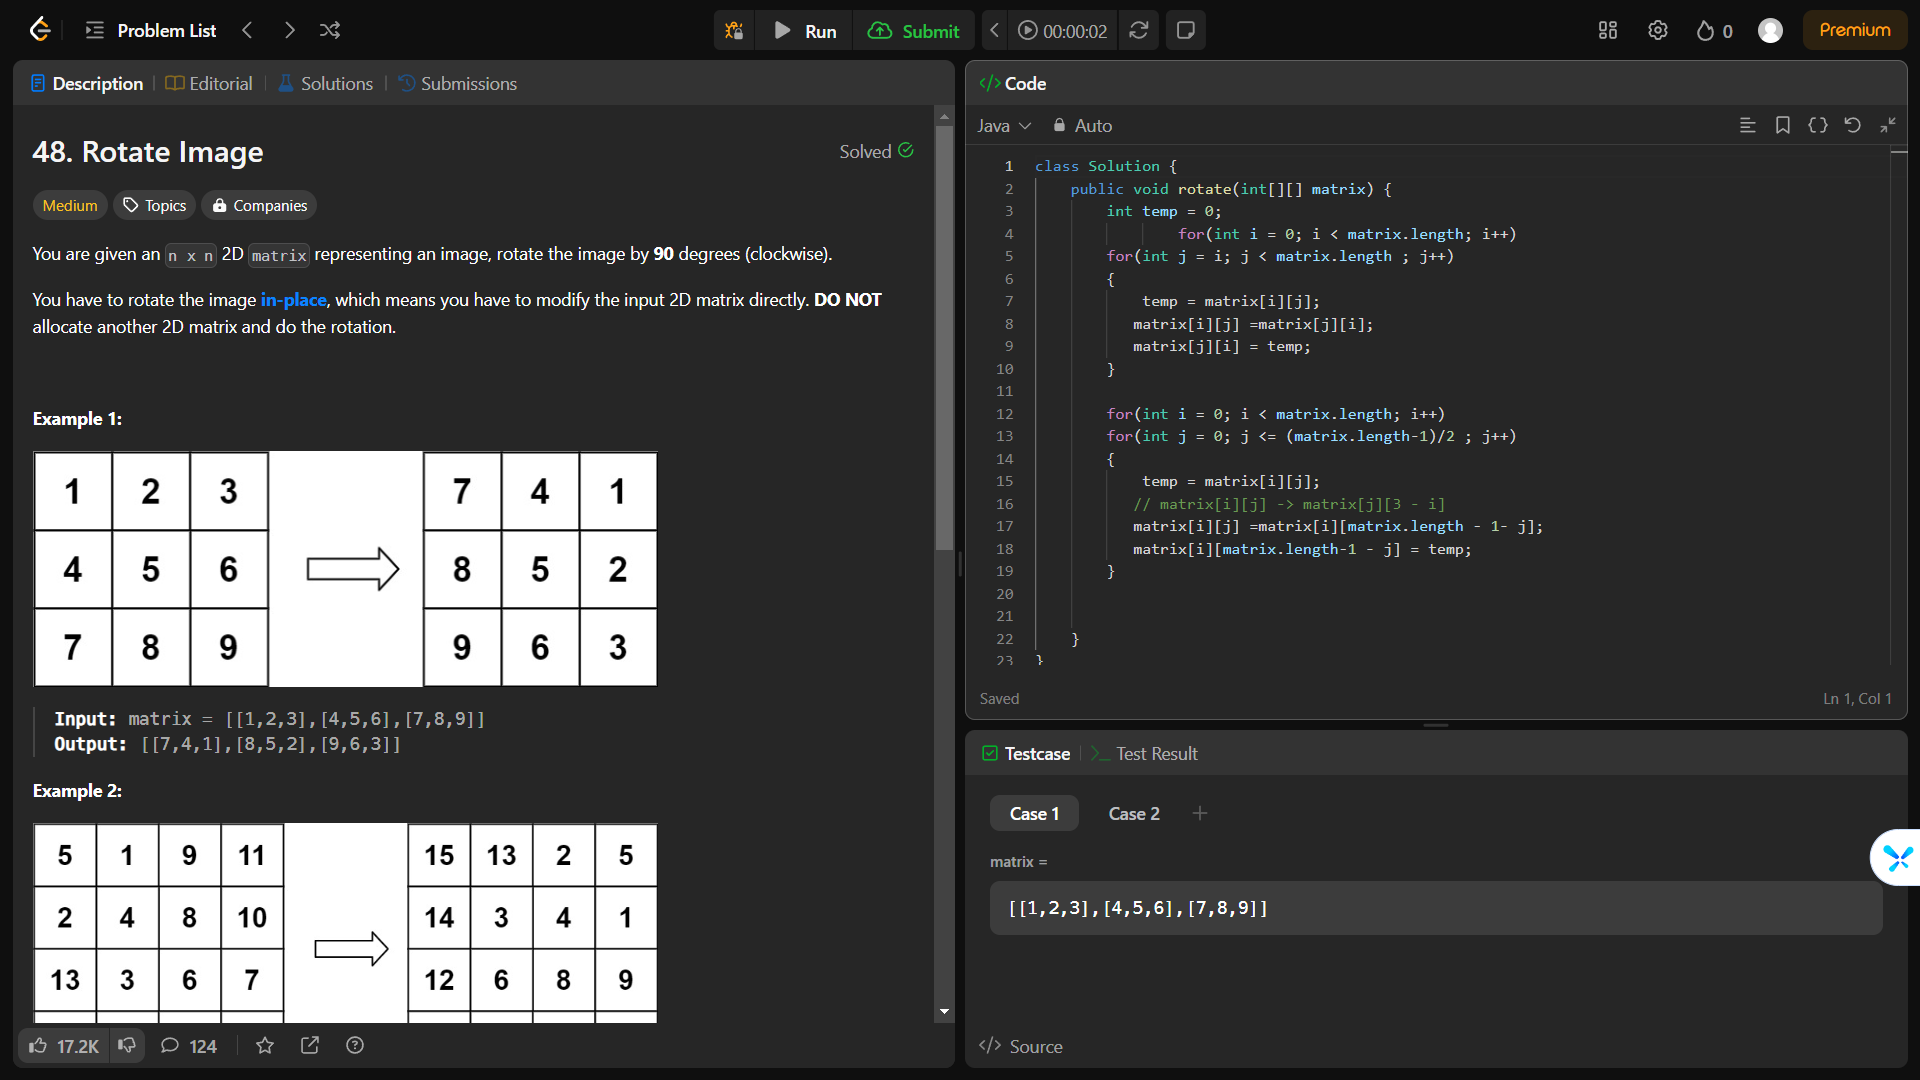 Problem List
Run
Submit
00:00:02
0
Premium
Description
Editorial
Solutions
Submissions
48. Rotate Image
Solved
Medium
Topics
Companies
You are given an n x n 2D matrix representing an image, rotate the image by 90 degrees (clockwise).
You have to rotate the image in-place, which means you have to modify the input 2D matrix directly. DO NOT
allocate another 2D matrix and do the rotation.
Example 1:
1 2 3 7 4 1
4 5 6 8 5 2
7 8 9 9 6 3
Input: matrix = [[1,2,3],[4,5,6],[7,8,9]]
Output: [[7,4,1],[8,5,2],[9,6,3]]
Example 2:
5 1 9 11 15 13 2 5
2 4 8 10 14 3 4 1
13 3 6 7 12 6 8 9
17.2K
124
</> Code
Java
Auto
1 class Solution {
2 public void rotate(int[][] matrix) {
3 int temp = 0;
4 for(int i = 0; i < matrix.length; i++)
5 for(int j = i; j < matrix.length ; j++)
6 {
7 temp = matrix[i][j];
8 matrix[i][j] =matrix[j][i];
9 matrix[j][i] = temp;
10 }
11
12 for(int i = 0; i < matrix.length; i++)
13 for(int j = 0; j <= (matrix.length-1)/2 ; j++)
14 {
15 temp = matrix[i][j];
16 // matrix[i][j] -> matrix[j][3 - i]
17 matrix[i][j] =matrix[i][matrix.length - 1- j];
18 matrix[i][matrix.length-1 - j] = temp;
19 }
20
21
22 }
23 }
Saved
Ln 1, Col 1
Testcase
Test Result
Case 1
Case 2
matrix =
[[1,2,3],[4,5,6],[7,8,9]]
</> Source